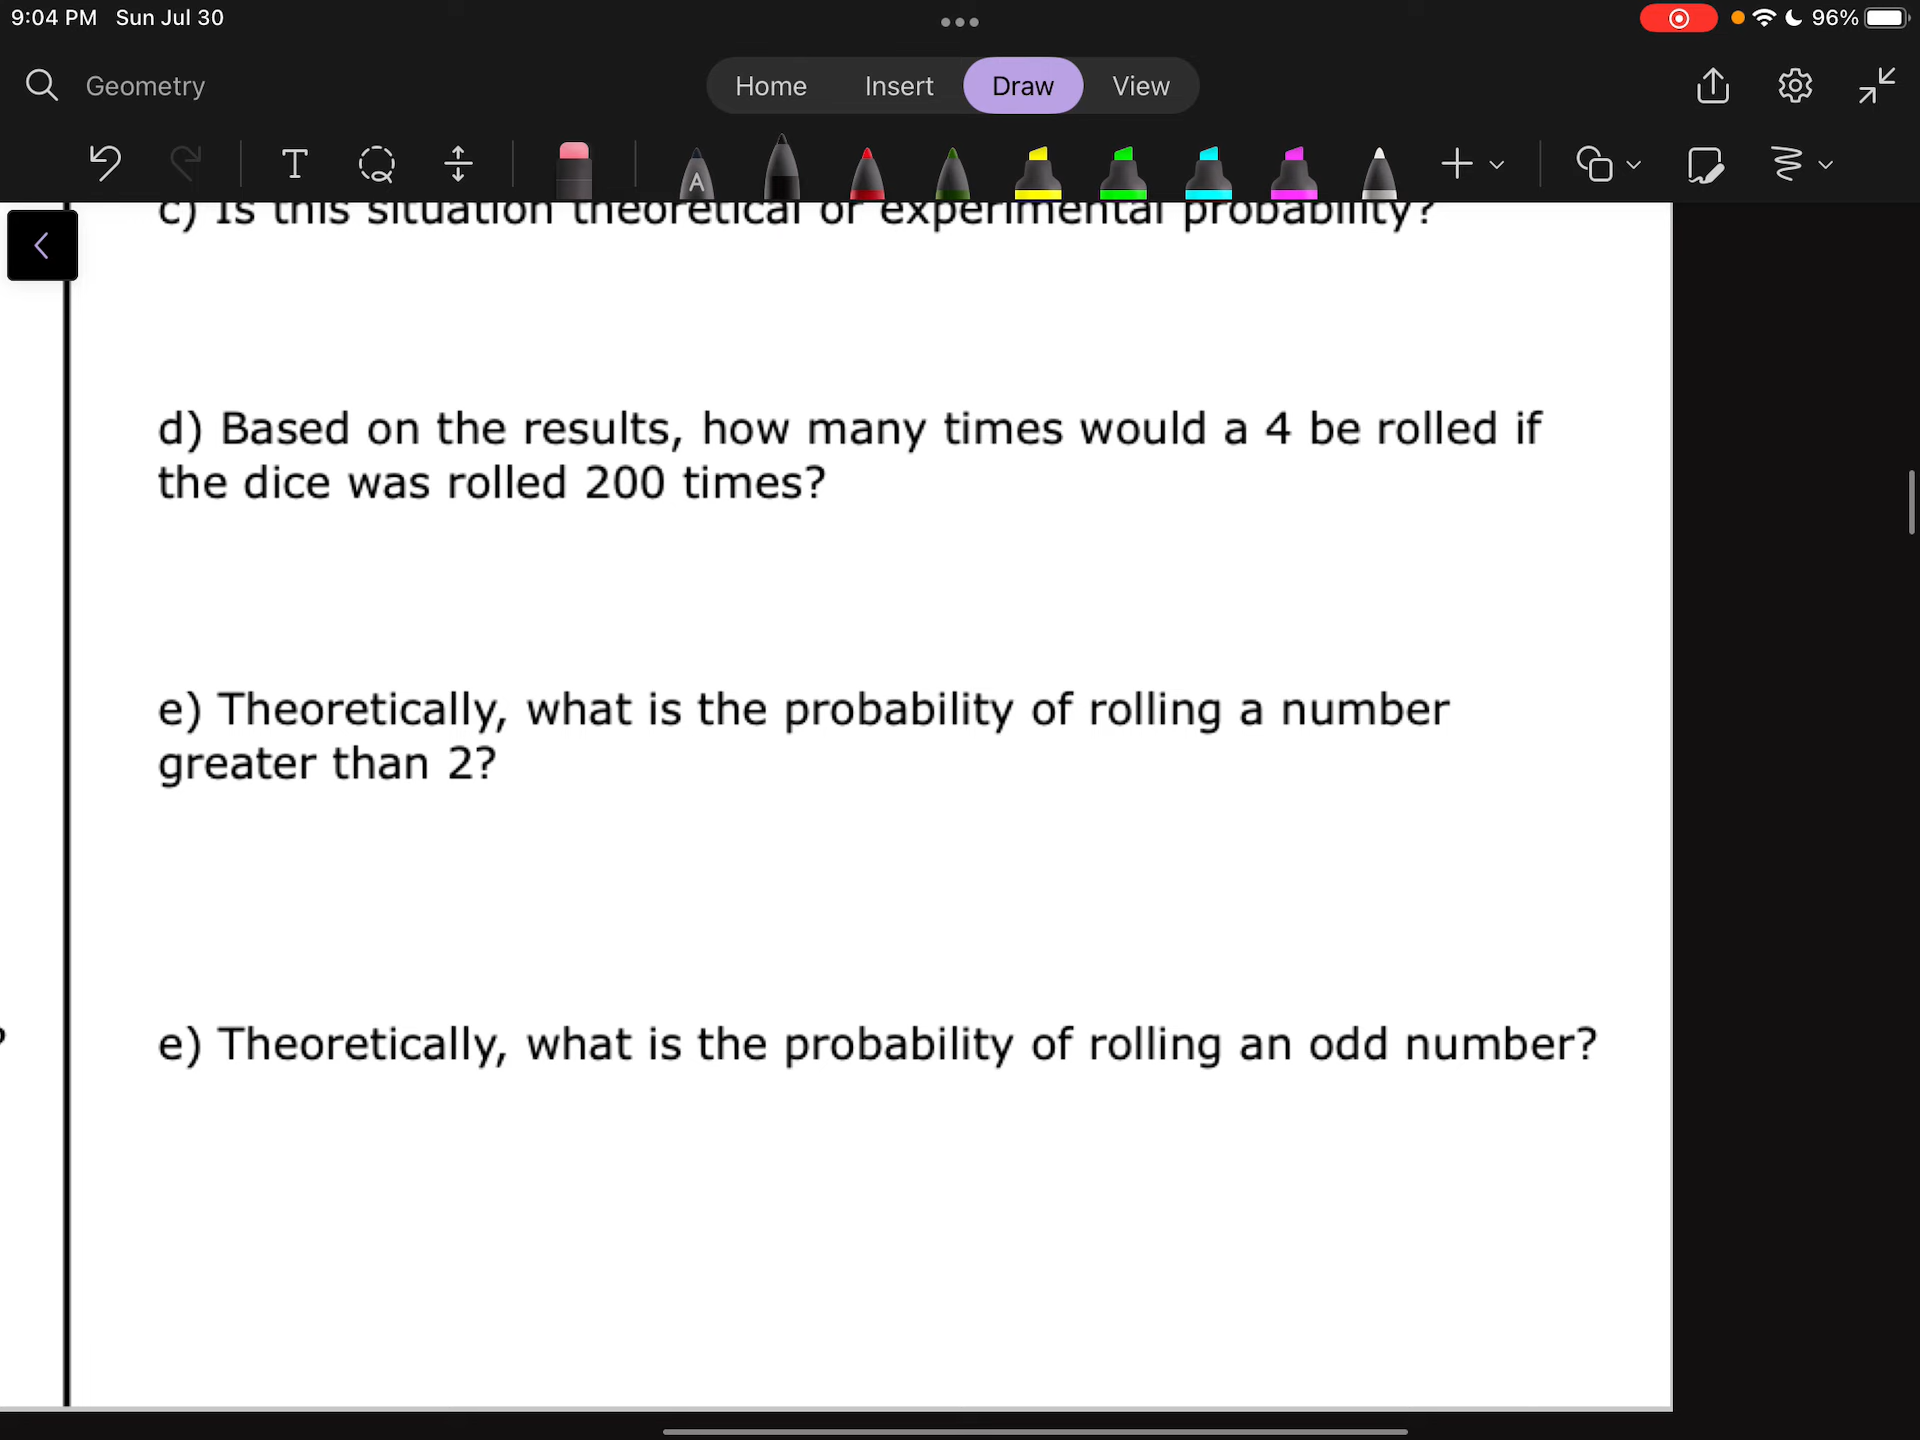 9:04 PM Sun Jul 30
96%
Geometry
Home Insert Draw View
T
A
c) Is this situation theoretical or experimental probability?
d) Based on the results, how many times would a 4 be rolled if
the dice was rolled 200 times?
e) Theoretically, what is the probability of rolling a number
greater than 2?
e) Theoretically, what is the probability of rolling an odd number?